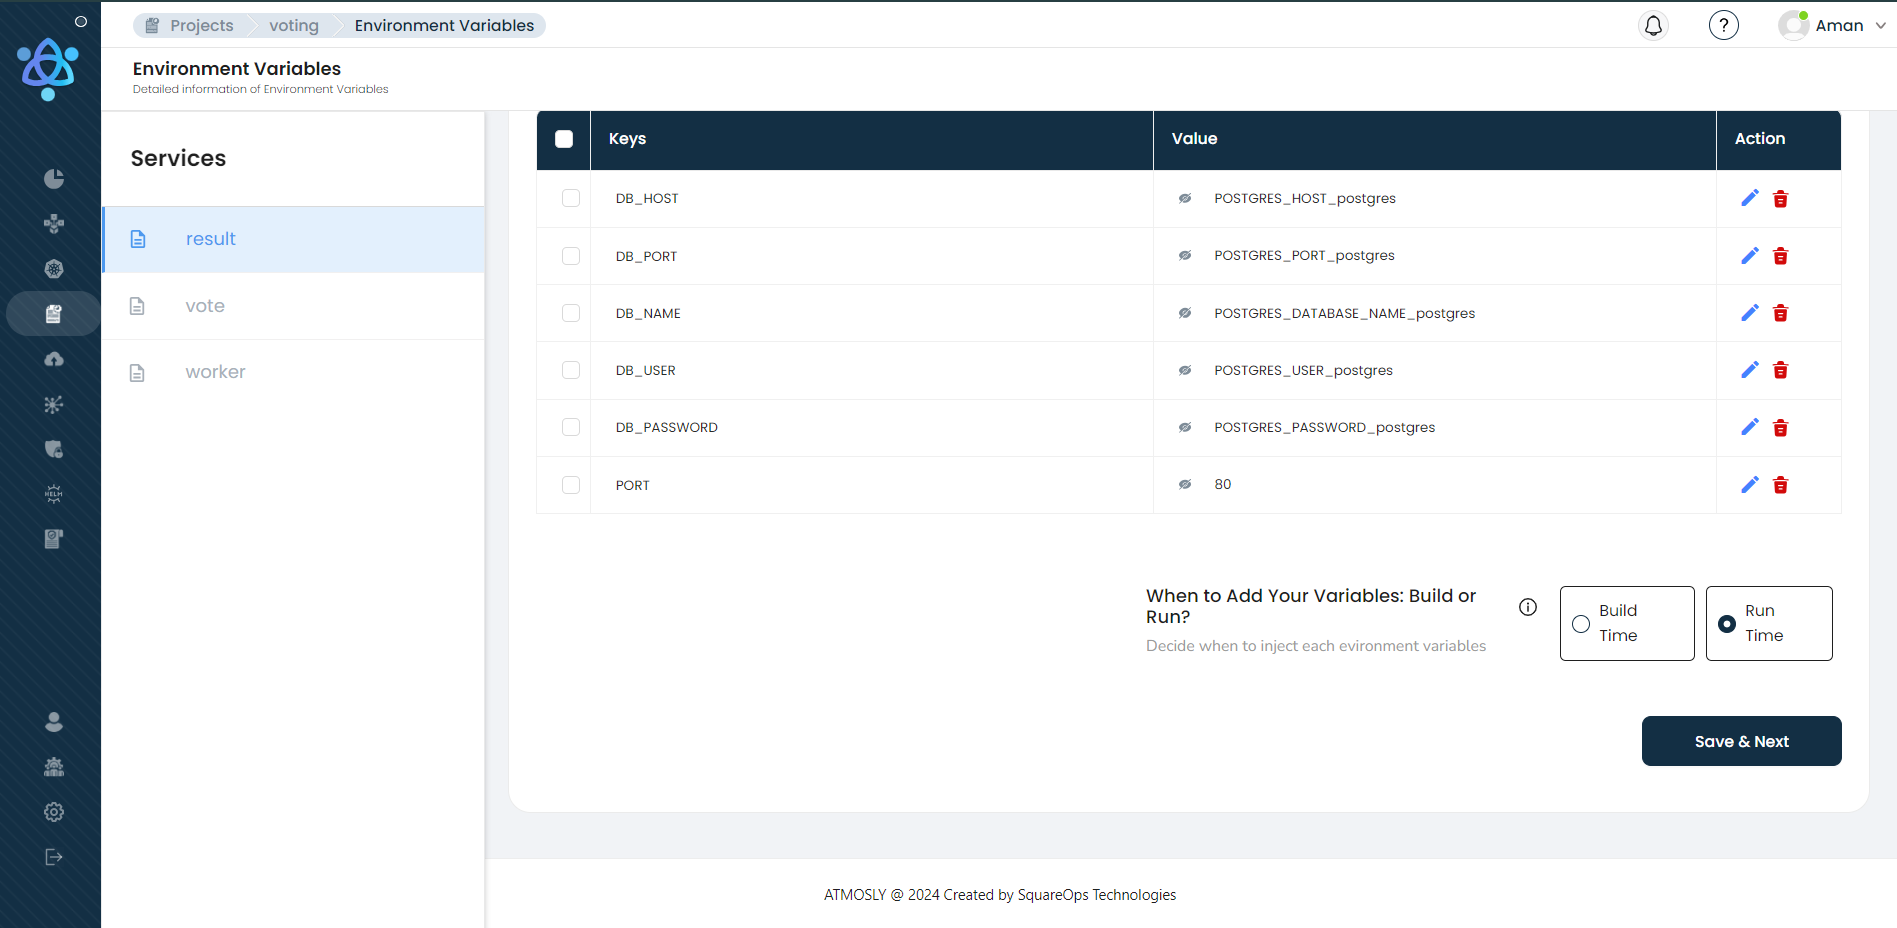 Projects voting Environment Variables
? Aman
Environment Variables
Detailed information of Environment Variables
Services
result
vote
worker
Keys Value Action
DB_HOST POSTGRES_HOST_postgres
DB_PORT POSTGRES_PORT_postgres
DB_NAME POSTGRES_DATABASE_NAME_postgres
DB_USER POSTGRES_USER_postgres
DB_PASSWORD POSTGRES_PASSWORD_postgres
PORT 80
HELM
When to Add Your Variables: Build or
Run?
Decide when to inject each evironment variables
Build
Time
Run
Time
Save & Next
ATMOSLY @ 2024 Created by SquareOps Technologies